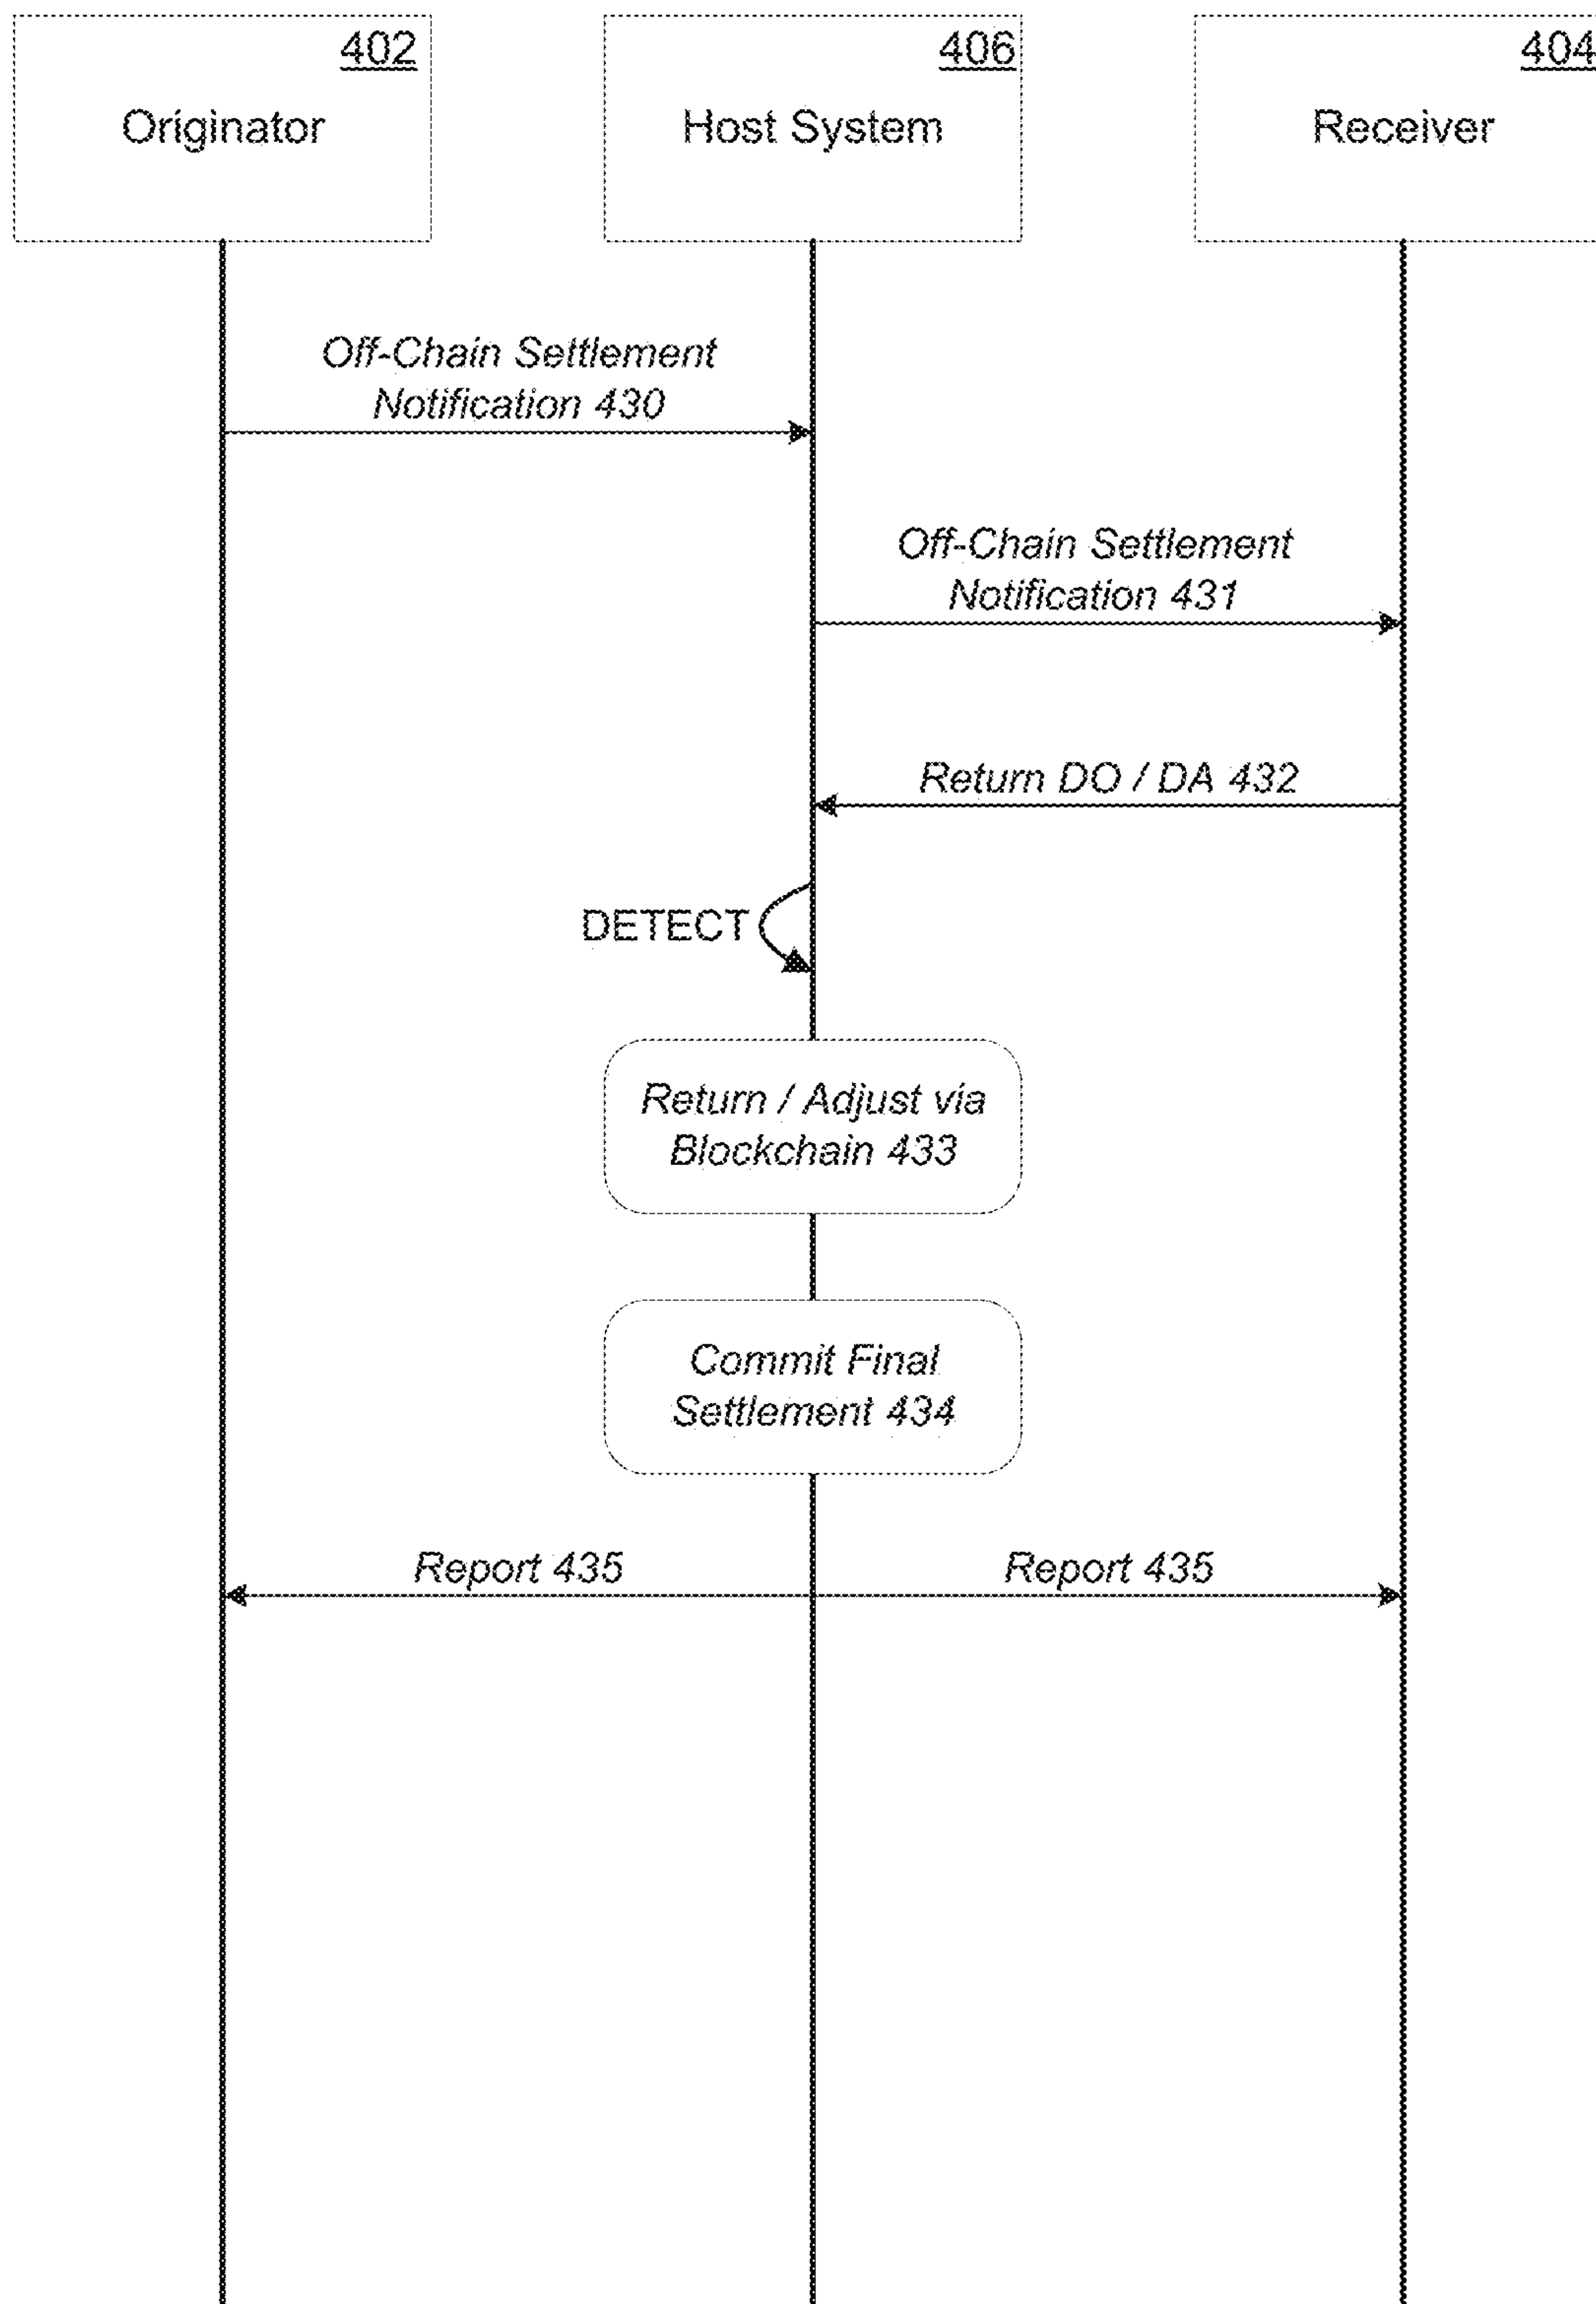 402
Originator
406
Host System
404
Receiver
Off-Chain Settlement
Notification 430
Off-Chain Settlement
Notification 431
Return DO / DA 432
DETECT
Return / Adjust via
Blockchain 433
Commit Final
Settlement 434
Report 435
Report 435